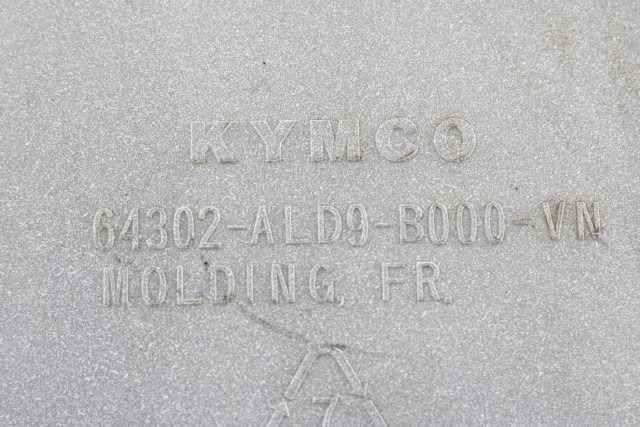 KYMCO
64302-ALD9-B000-VN
MOLDING, FR.